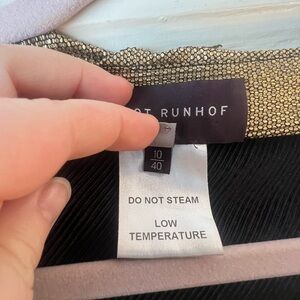 OT RUNHOF
10
40
DO NOT STEAM
LOW
TEMPERATURE